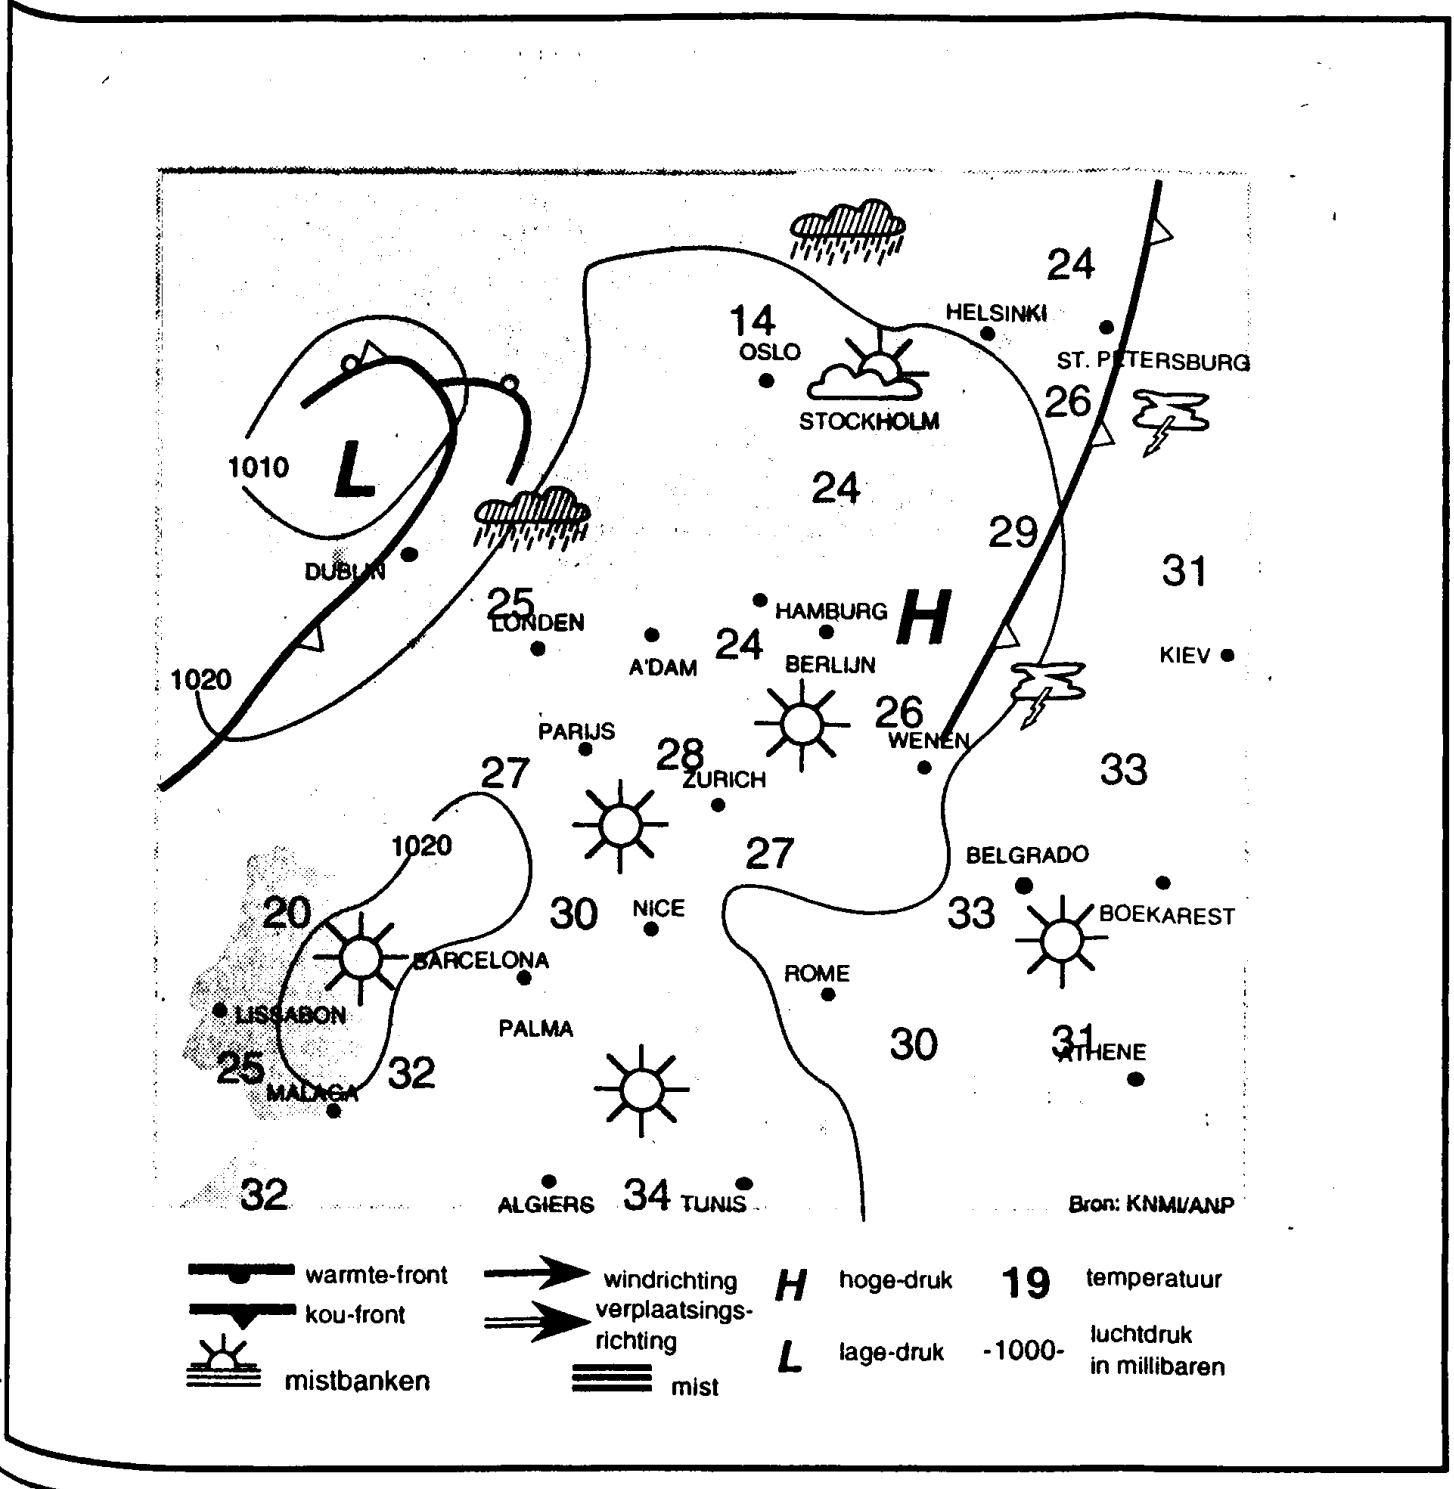 24
14
HELSINKI
OSLO
ST. PETERSBURG
26
STOCKHOLM
1010
L
24
29
DUBLIN
31
25
LONDEN
HAMBURG
H
A'DAM
24
BERLIJN
KIEV
1020
26
PARIJS
WENEN
27
28
ZURICH
33
1020
27
BELGRADO
20
30
NICE
33
BOEKAREST
BARCELONA
ROME
LISSABON
PALMA
30
31
ATHENE
25
32
MALAGA
32
ALGIERS
34
TUNIS
Bron: KNMI/ANP
warmte-front
windrichting
H
hoge-druk
19
temperatuur
kou-front
verplaatsings-
richting
L
lage-druk
-1000-
luchtdruk
in millibaren
mistbanken
mist